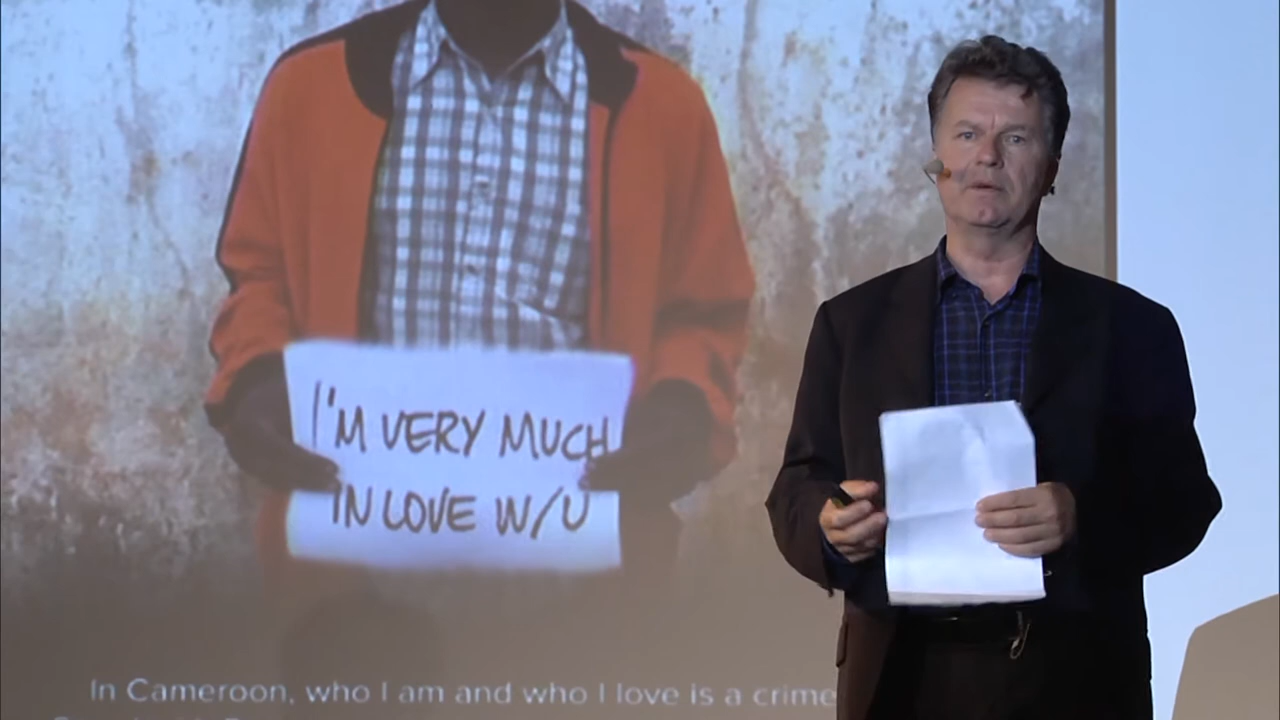 I'M VERY MUCH
IN LOVE W/U
In Cameroon, who I am and who I love is a crime